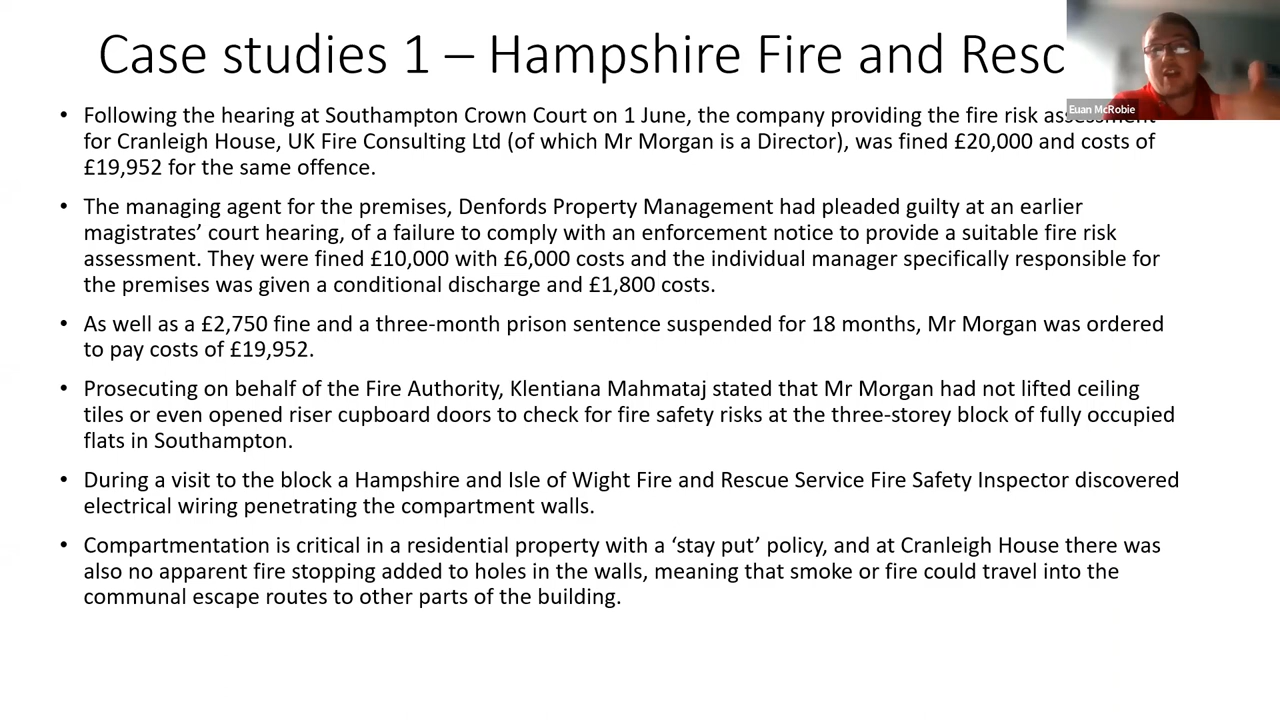 Case studies 1 – Hampshire Fire and Resc
Euan McRobie
• Following the hearing at Southampton Crown Court on 1 June, the company providing the fire risk assessment
for Cranleigh House, UK Fire Consulting Ltd (of which Mr Morgan is a Director), was fined £20,000 and costs of
£19,952 for the same offence.
• The managing agent for the premises, Denfords Property Management had pleaded guilty at an earlier
magistrates’ court hearing, of a failure to comply with an enforcement notice to provide a suitable fire risk
assessment. They were fined £10,000 with £6,000 costs and the individual manager specifically responsible for
the premises was given a conditional discharge and £1,800 costs.
• As well as a £2,750 fine and a three-month prison sentence suspended for 18 months, Mr Morgan was ordered
to pay costs of £19,952.
• Prosecuting on behalf of the Fire Authority, Klentiana Mahmataj stated that Mr Morgan had not lifted ceiling
tiles or even opened riser cupboard doors to check for fire safety risks at the three-storey block of fully occupied
flats in Southampton.
• During a visit to the block a Hampshire and Isle of Wight Fire and Rescue Service Fire Safety Inspector discovered
electrical wiring penetrating the compartment walls.
• Compartmentation is critical in a residential property with a ‘stay put’ policy, and at Cranleigh House there was
also no apparent fire stopping added to holes in the walls, meaning that smoke or fire could travel into the
communal escape routes to other parts of the building.